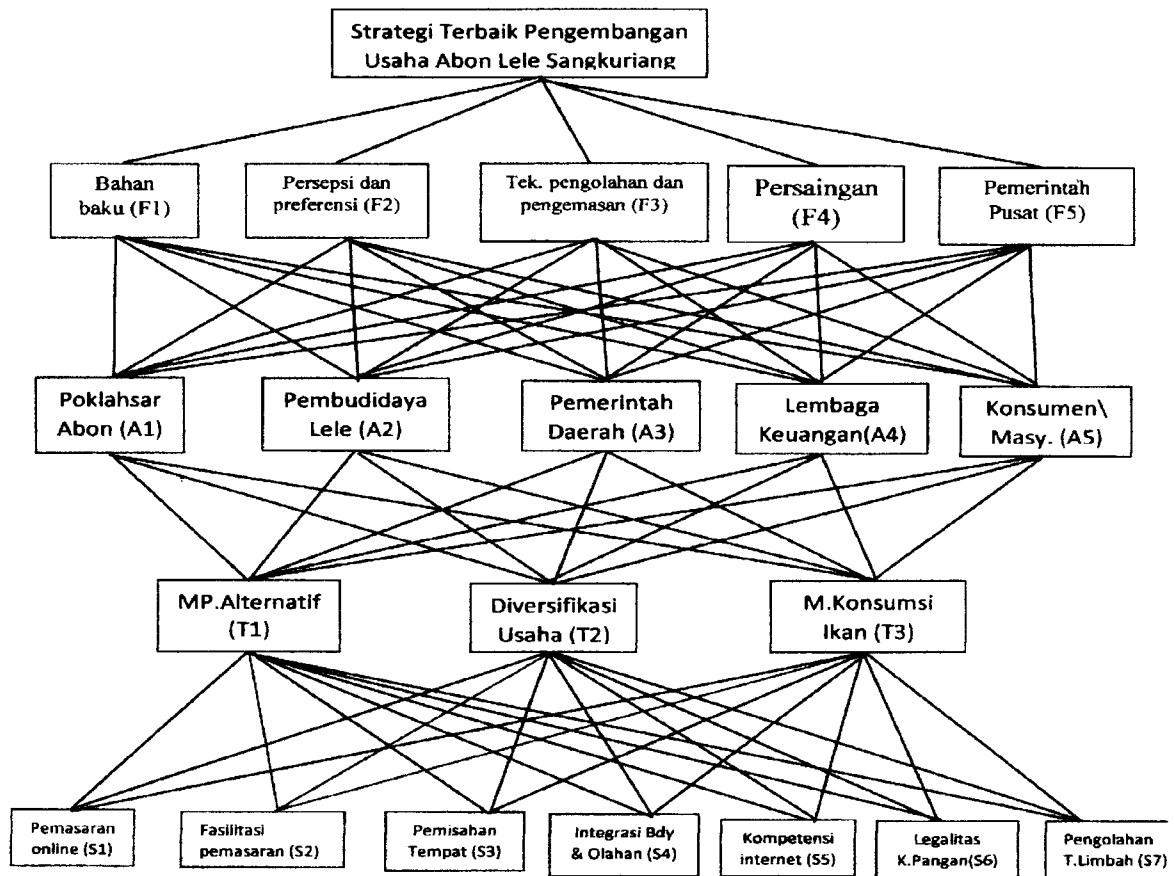 Strategi Terbaik Pengembangan
Usaha Abon Lele Sangkuriang
Bahan
baku (F1)
Persepsi dan
preferensi (F2)
Tek. pengolahan dan
pengemasan (F3)
Persaingan
(F4)
Pemerintah
Pusat (F5)
Poklahsar
Abon (A1)
Pembudidaya
Lele (A2)
Pemerintah
Daerah (A3)
Lembaga
Keuangan(A4)
Konsumen\
Masy. (A5)
MP.Alternatif
(T1)
Diversifikasi
Usaha (T2)
M.Konsumsi
Ikan (T3)
Pemasaran
online (S1)
Fasilitasi
pemasaran (S2)
Pemisahan
Tempat (S3)
Integrasi Bdy
& Olahan (S4)
Kompetensi
internet (S5)
Legalitas
K.Pangan(S6)
Pengolahan
T.Limbah (S7)